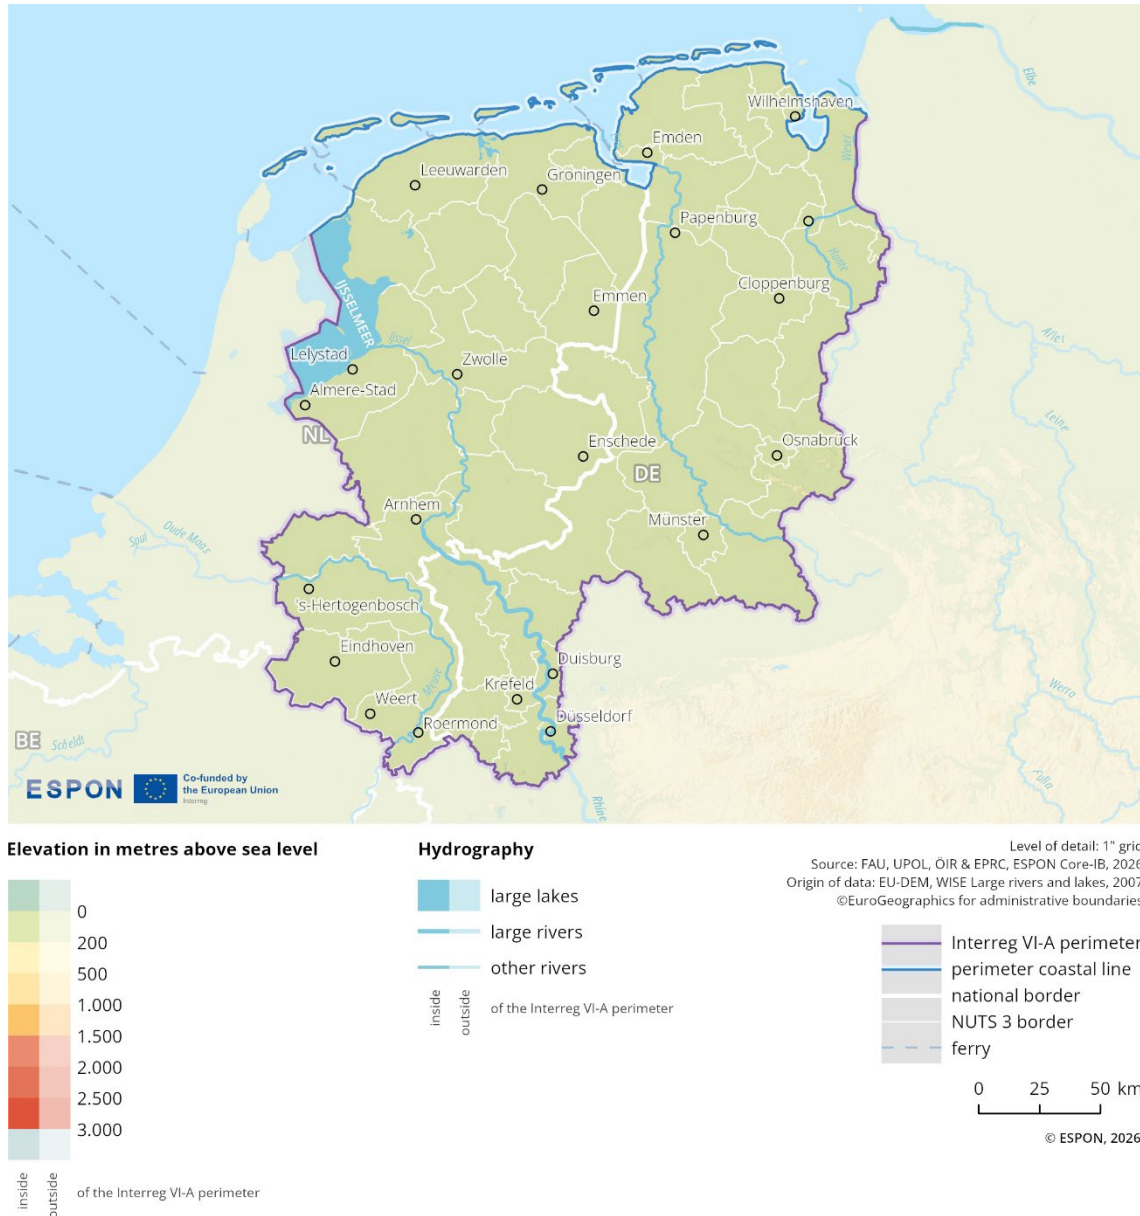 Elbe
Wilhelmshaven
Emden
Weser
Leeuwarden
Groningen
Papenburg
Hunte
Cloppenburg
Emmen
IJSSELMEER
IJssel
Aller
Lelystad
Zwolle
Almere-Stad
Leine
NL
Enschede
Osnabrück
DE
Arnhem
Münster
Oude Maas
Spui
's-Hertogenbosch
Eindhoven
Duisburg
Meuse
Krefeld
Werra
Weert
Roermond
Düsseldorf
BE
Scheldt
Fulda
Rhine
ESPON
Co-funded by
the European Union
Interreg
Elevation in metres above sea level
0
200
500
1.000
1.500
2.000
2.500
3.000
inside
outside
of the Interreg VI-A perimeter
Hydrography
large lakes
large rivers
other rivers
inside
outside
of the Interreg VI-A perimeter
Level of detail: 1" grid
Source: FAU, UPOL, ÖIR & EPRC, ESPON Core-IB, 2026
Origin of data: EU-DEM, WISE Large rivers and lakes, 2007
©EuroGeographics for administrative boundaries
Interreg VI-A perimeter
perimeter coastal line
national border
NUTS 3 border
ferry
0 25 50 km
© ESPON, 2026